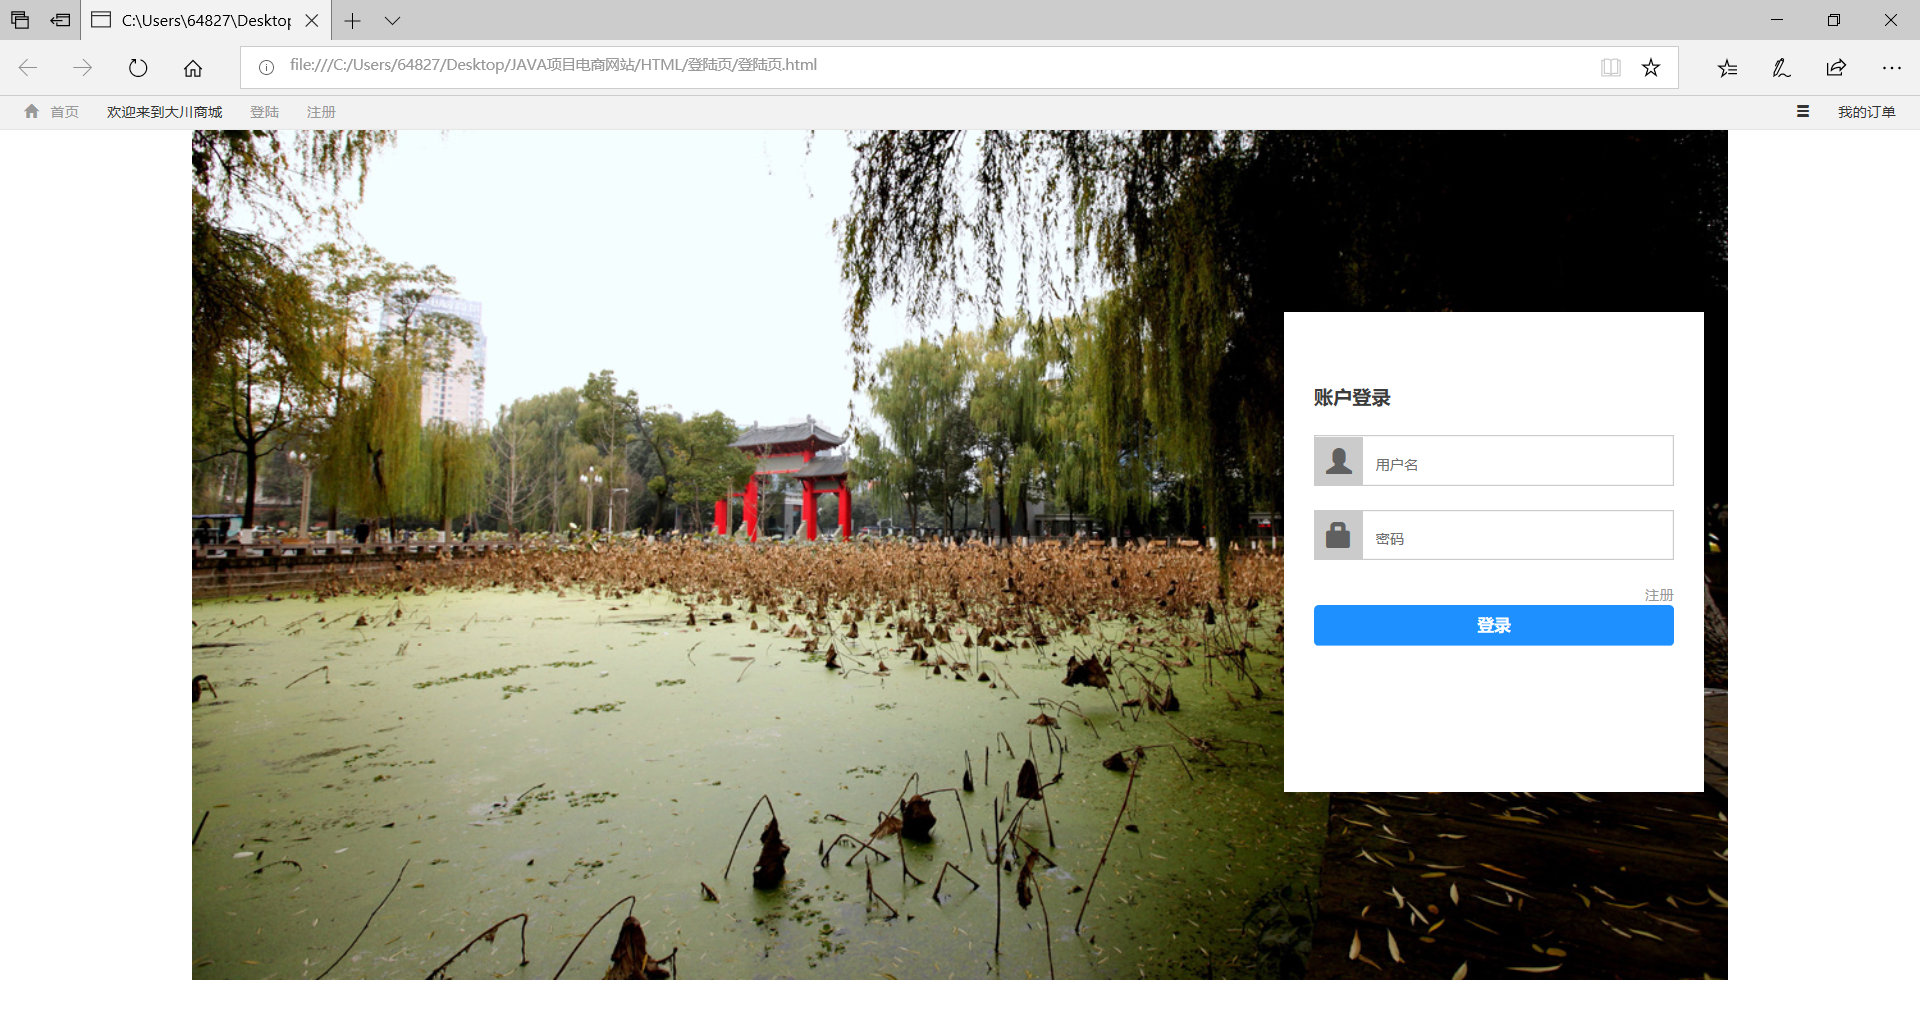 C:\Users\64827\Desktop
file:///C:/Users/64827/Desktop/JAVA项目电商网站/HTML/登陆页/登陆页.html
首页 欢迎来到大川商城 登陆 注册 我的订单
账户登录
用户名
密码
注册
登录